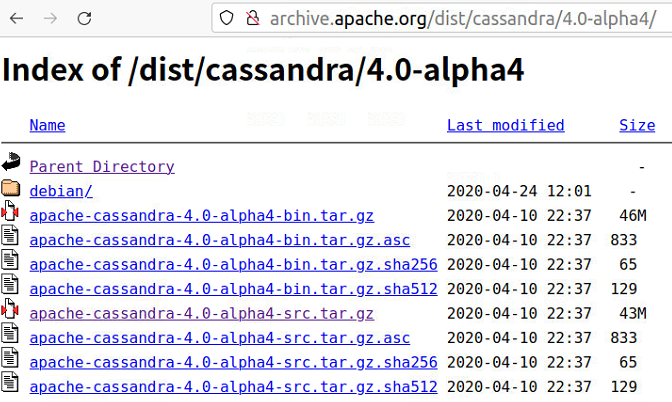 archive.apache.org/dist/cassandra/4.0-alpha4/
Index of /dist/cassandra/4.0-alpha4
Name Last modified Size
Parent Directory -
debian/ 2020-04-24 12:01 -
apache-cassandra-4.0-alpha4-bin.tar.gz 2020-04-10 22:37 46M
apache-cassandra-4.0-alpha4-bin.tar.gz.asc 2020-04-10 22:37 833
apache-cassandra-4.0-alpha4-bin.tar.gz.sha256 2020-04-10 22:37 65
apache-cassandra-4.0-alpha4-bin.tar.gz.sha512 2020-04-10 22:37 129
apache-cassandra-4.0-alpha4-src.tar.gz 2020-04-10 22:37 43M
apache-cassandra-4.0-alpha4-src.tar.gz.asc 2020-04-10 22:37 833
apache-cassandra-4.0-alpha4-src.tar.gz.sha256 2020-04-10 22:37 65
apache-cassandra-4.0-alpha4-src.tar.gz.sha512 2020-04-10 22:37 129